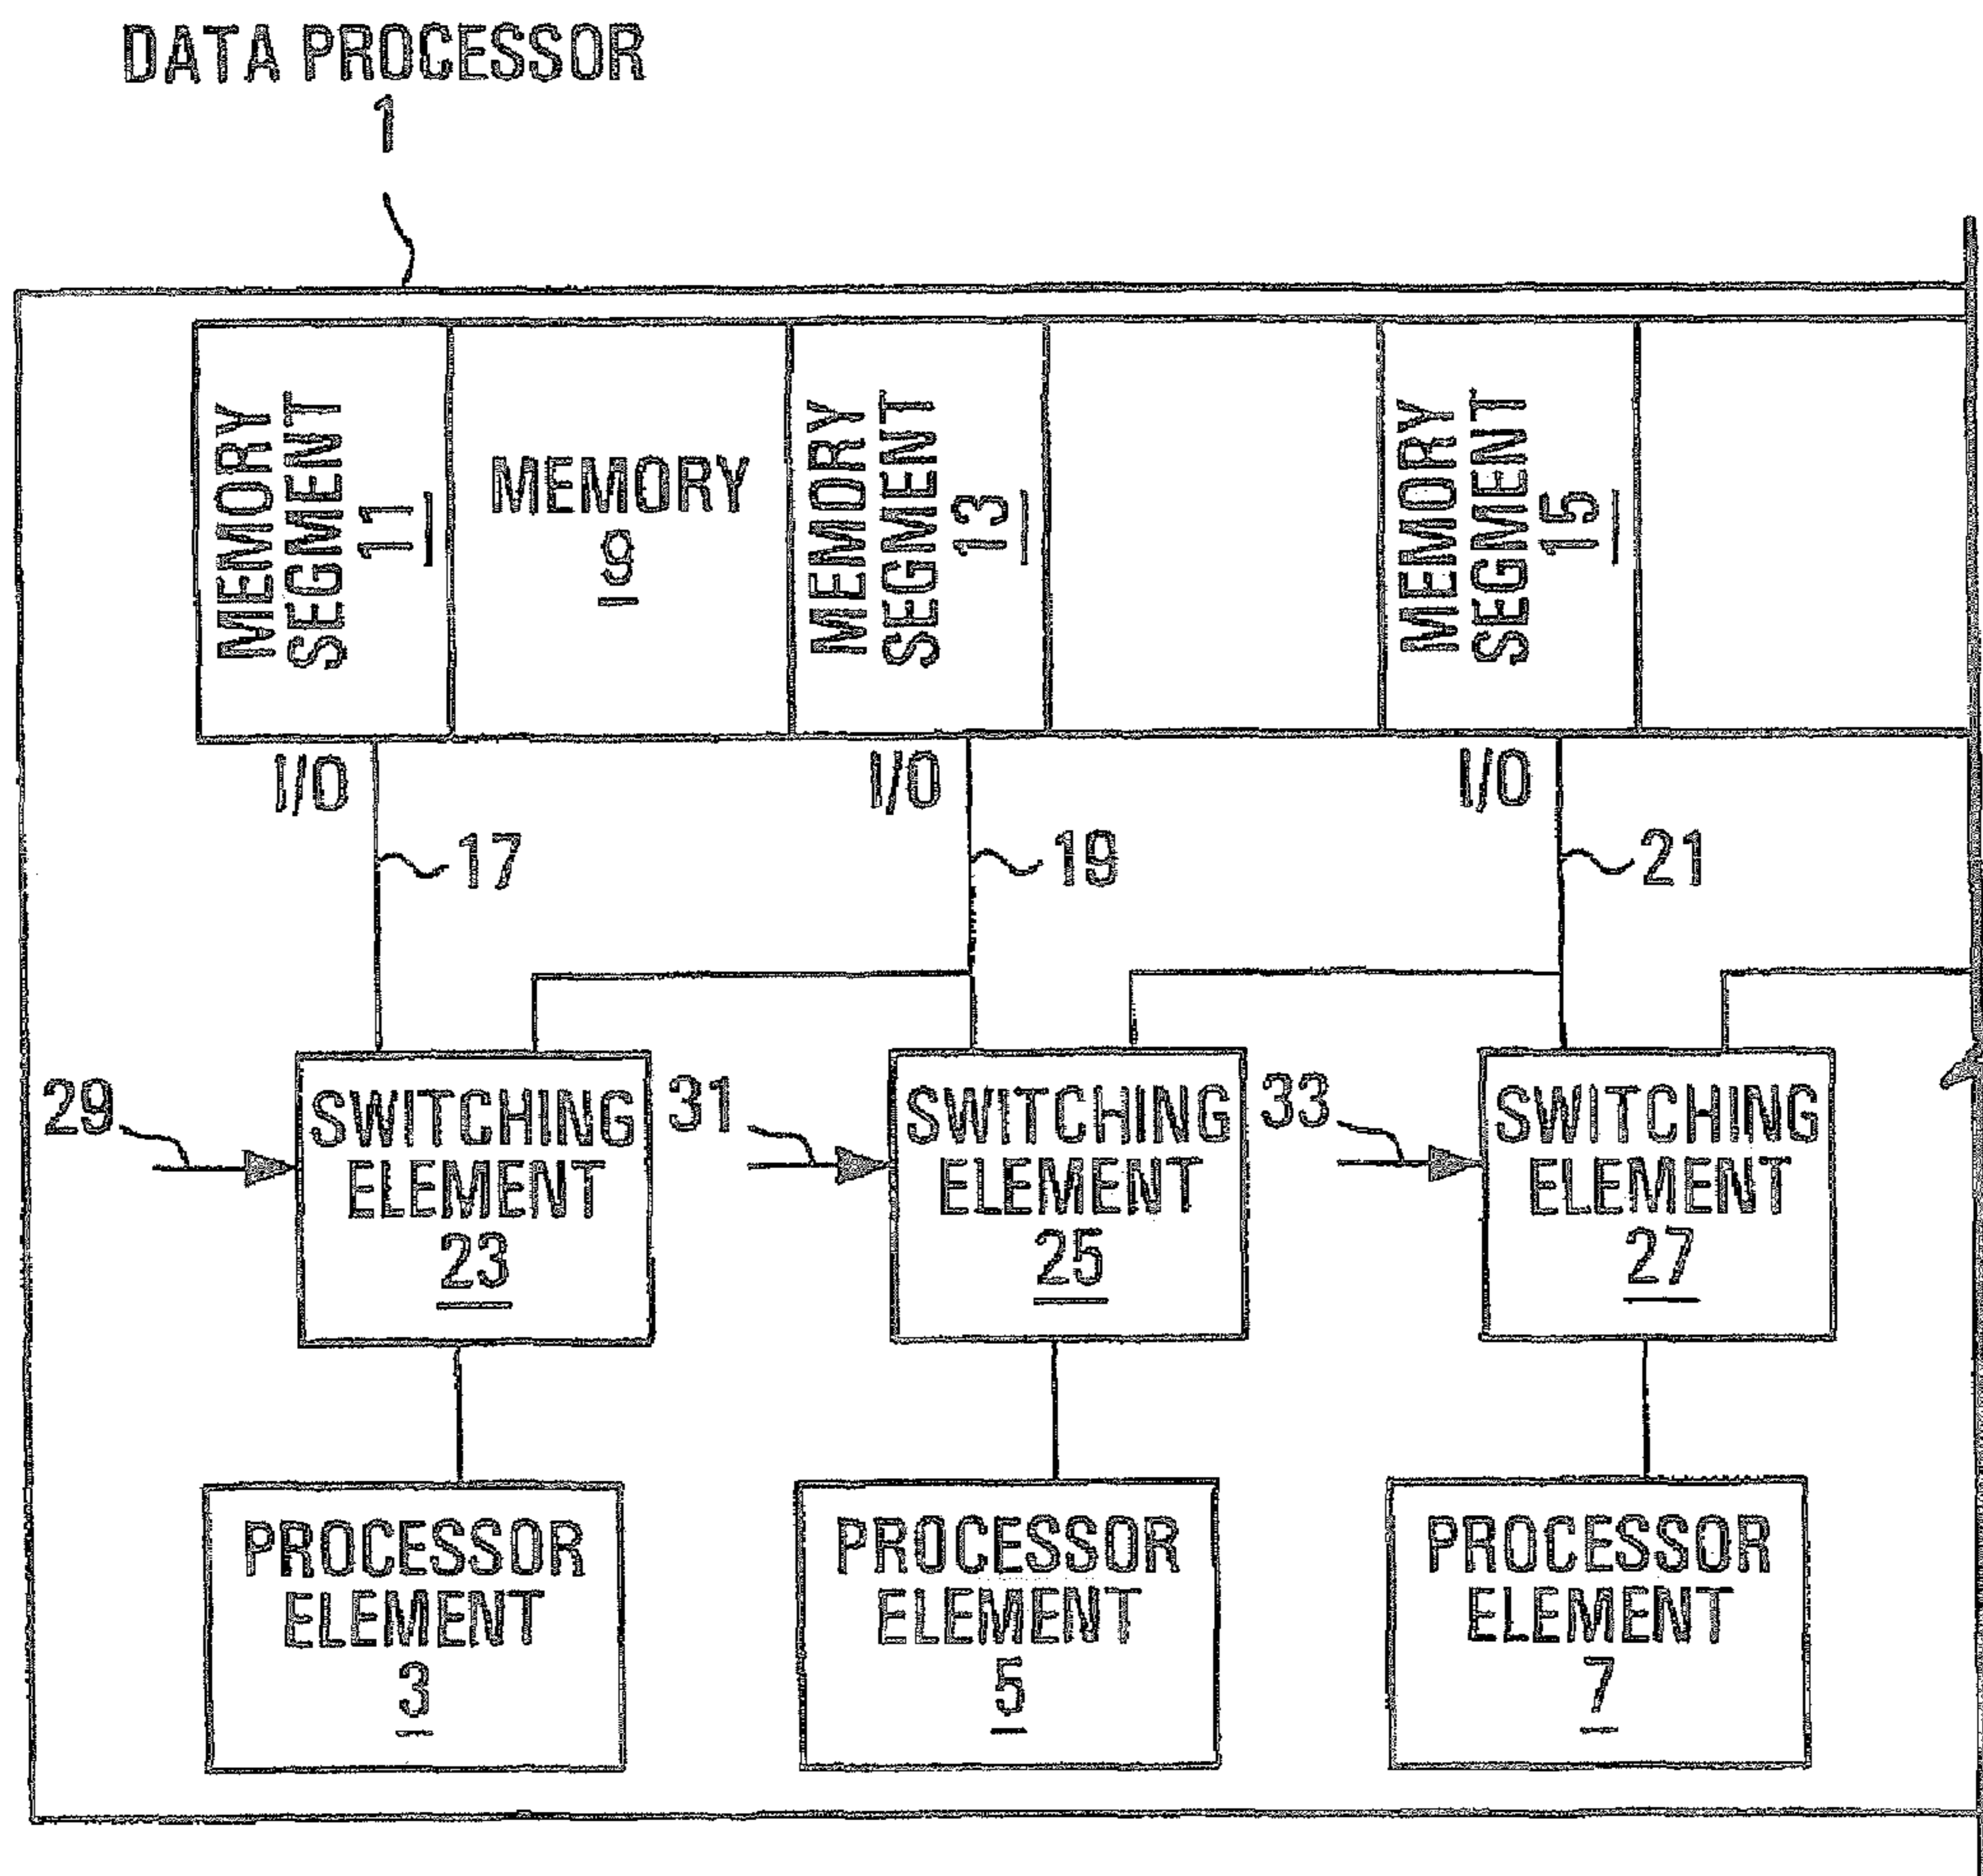 DATA PROCESSOR
1
MEMORY
SEGMENT
11
MEMORY
9
MEMORY
SEGMENT
13
MEMORY
SEGMENT
15
I/O
I/O
I/O
17
19
21
29
SWITCHING
ELEMENT
23
31
SWITCHING
ELEMENT
25
33
SWITCHING
ELEMENT
27
PROCESSOR
ELEMENT
3
PROCESSOR
ELEMENT
5
PROCESSOR
ELEMENT
7